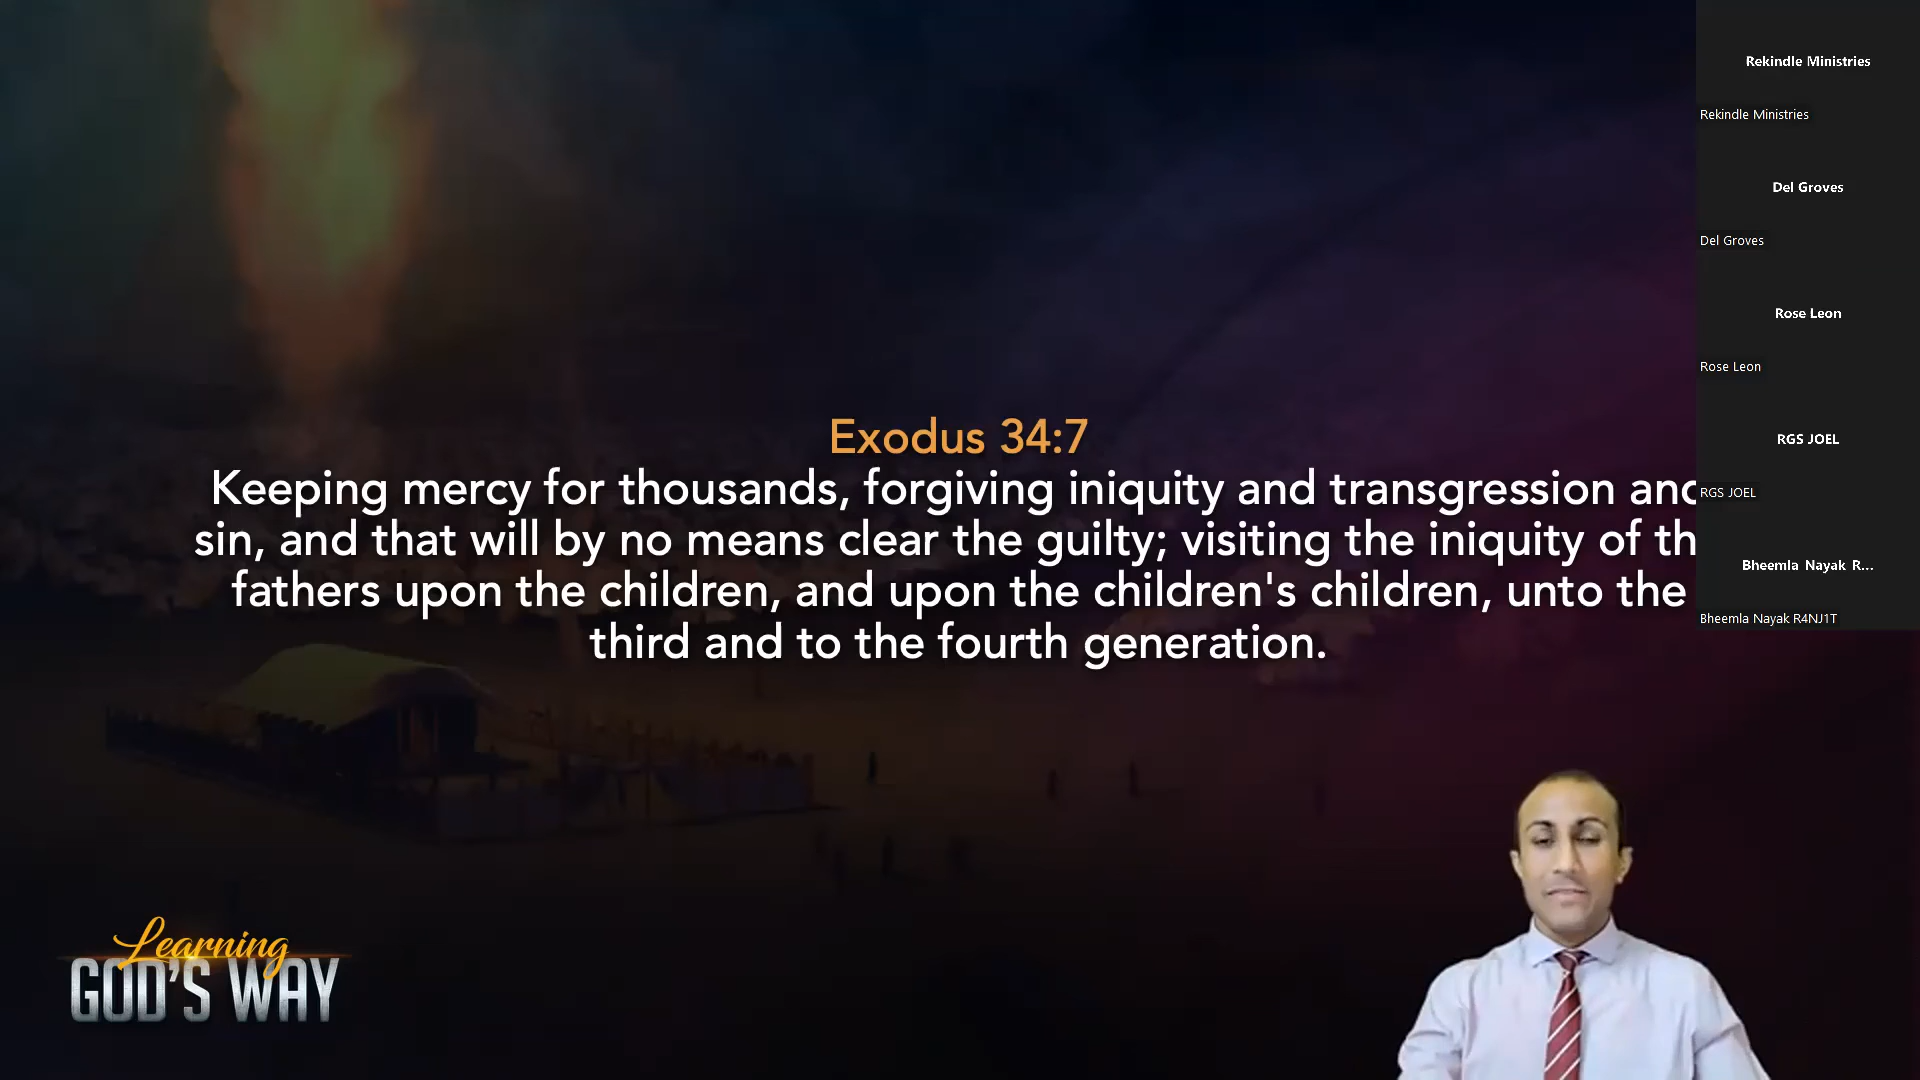 Exodus 34:7
Keeping mercy for thousands, forgiving iniquity and transgression and
sin, and that will by no means clear the guilty; visiting the iniquity of th
fathers upon the children, and upon the children's children, unto the
third and to the fourth generation.
Rekindle Ministries
Rekindle Ministries
Del Groves
Del Groves
Rose Leon
Rose Leon
RGS JOEL
RGS JOEL
Bheemla Nayak R...
Bheemla Nayak R4NJ1T
Learning
GOD'S WAY